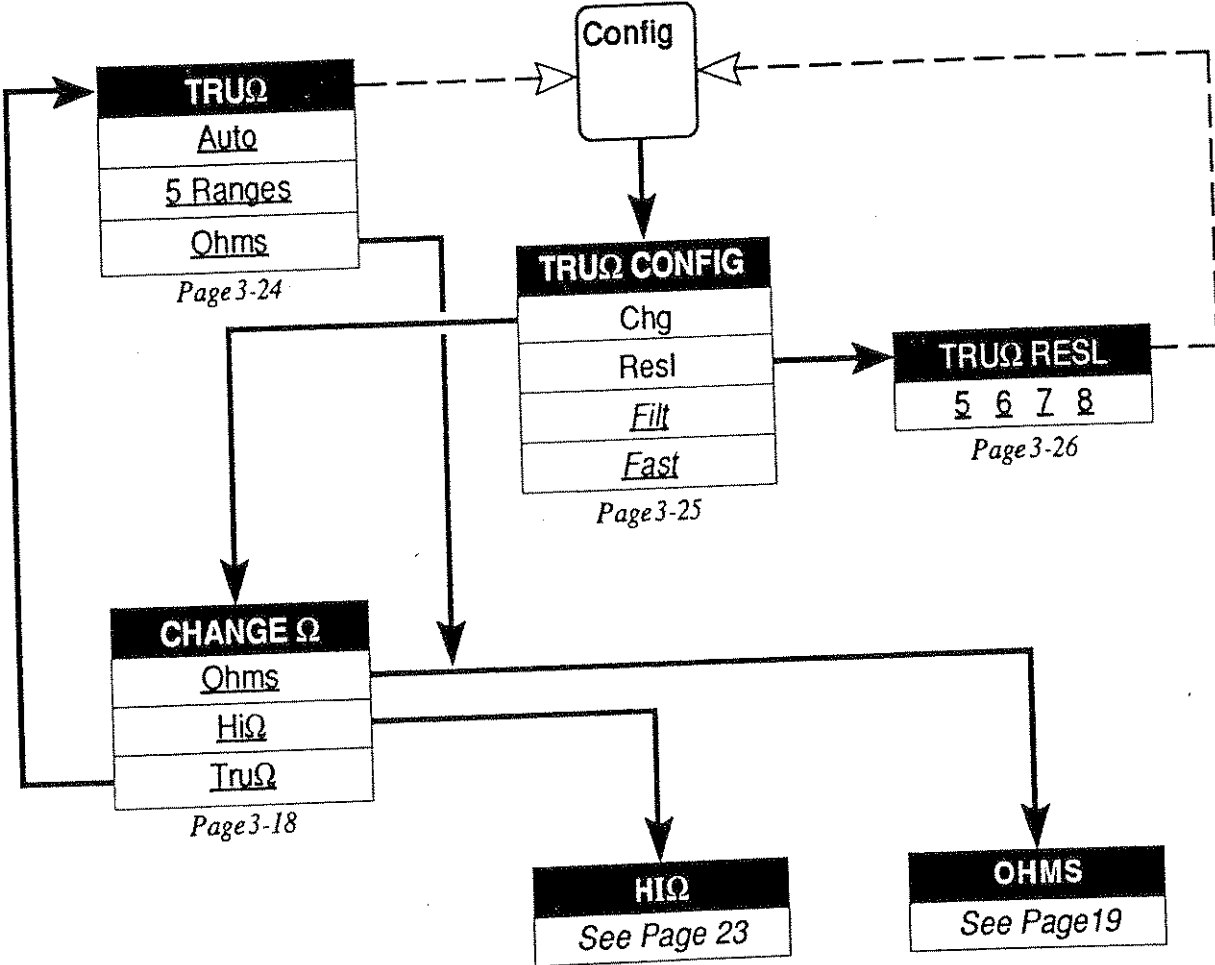 Config
TRUΩ
Auto
5 Ranges
Ohms
Page 3-24
TRUΩ CONFIG
Chg
Resl
Filt
Fast
Page 3-25
TRUΩ RESL
5 6 7 8
Page 3-26
CHANGE Ω
Ohms
HiΩ
TruΩ
Page 3-18
HIΩ
See Page 23
OHMS
See Page19